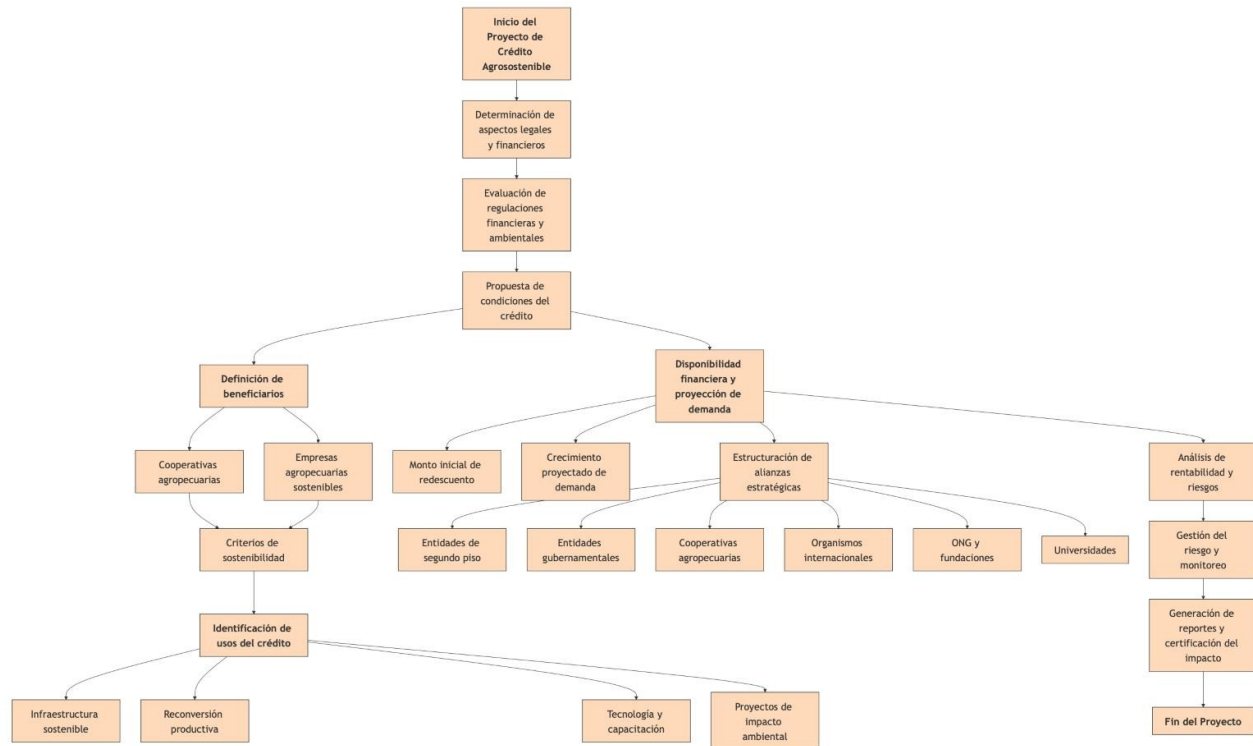 Inicio del
Proyecto de
Crédito
Agrosostenible
Determinación de
aspectos legales
y financieros
Evaluación de
regulaciones
financieras y
ambientales
Propuesta de
condiciones del
crédito
Definición de
beneficiarios
Disponibilidad
financiera y
proyección de
demanda
Cooperativas
agropecuarias
Empresas
agropecuarias
sostenibles
Monto inicial de
redescuento
Crecimiento
proyectado de
demanda
Estructuración de
alianzas
estratégicas
Análisis de
rentabilidad y
riesgos
Criterios de
sostenibilidad
Entidades de
segundo piso
Entidades
gubernamentales
Cooperativas
agropecuarias
Organismos
internacionales
ONG y
fundaciones
Universidades
Gestión del
riesgo y
monitoreo
Identificación de
usos del crédito
Generación de
reportes y
certificación del
impacto
Infraestructura
sostenible
Reconversión
productiva
Tecnología y
capacitación
Proyectos de
impacto
ambiental
Fin del Proyecto